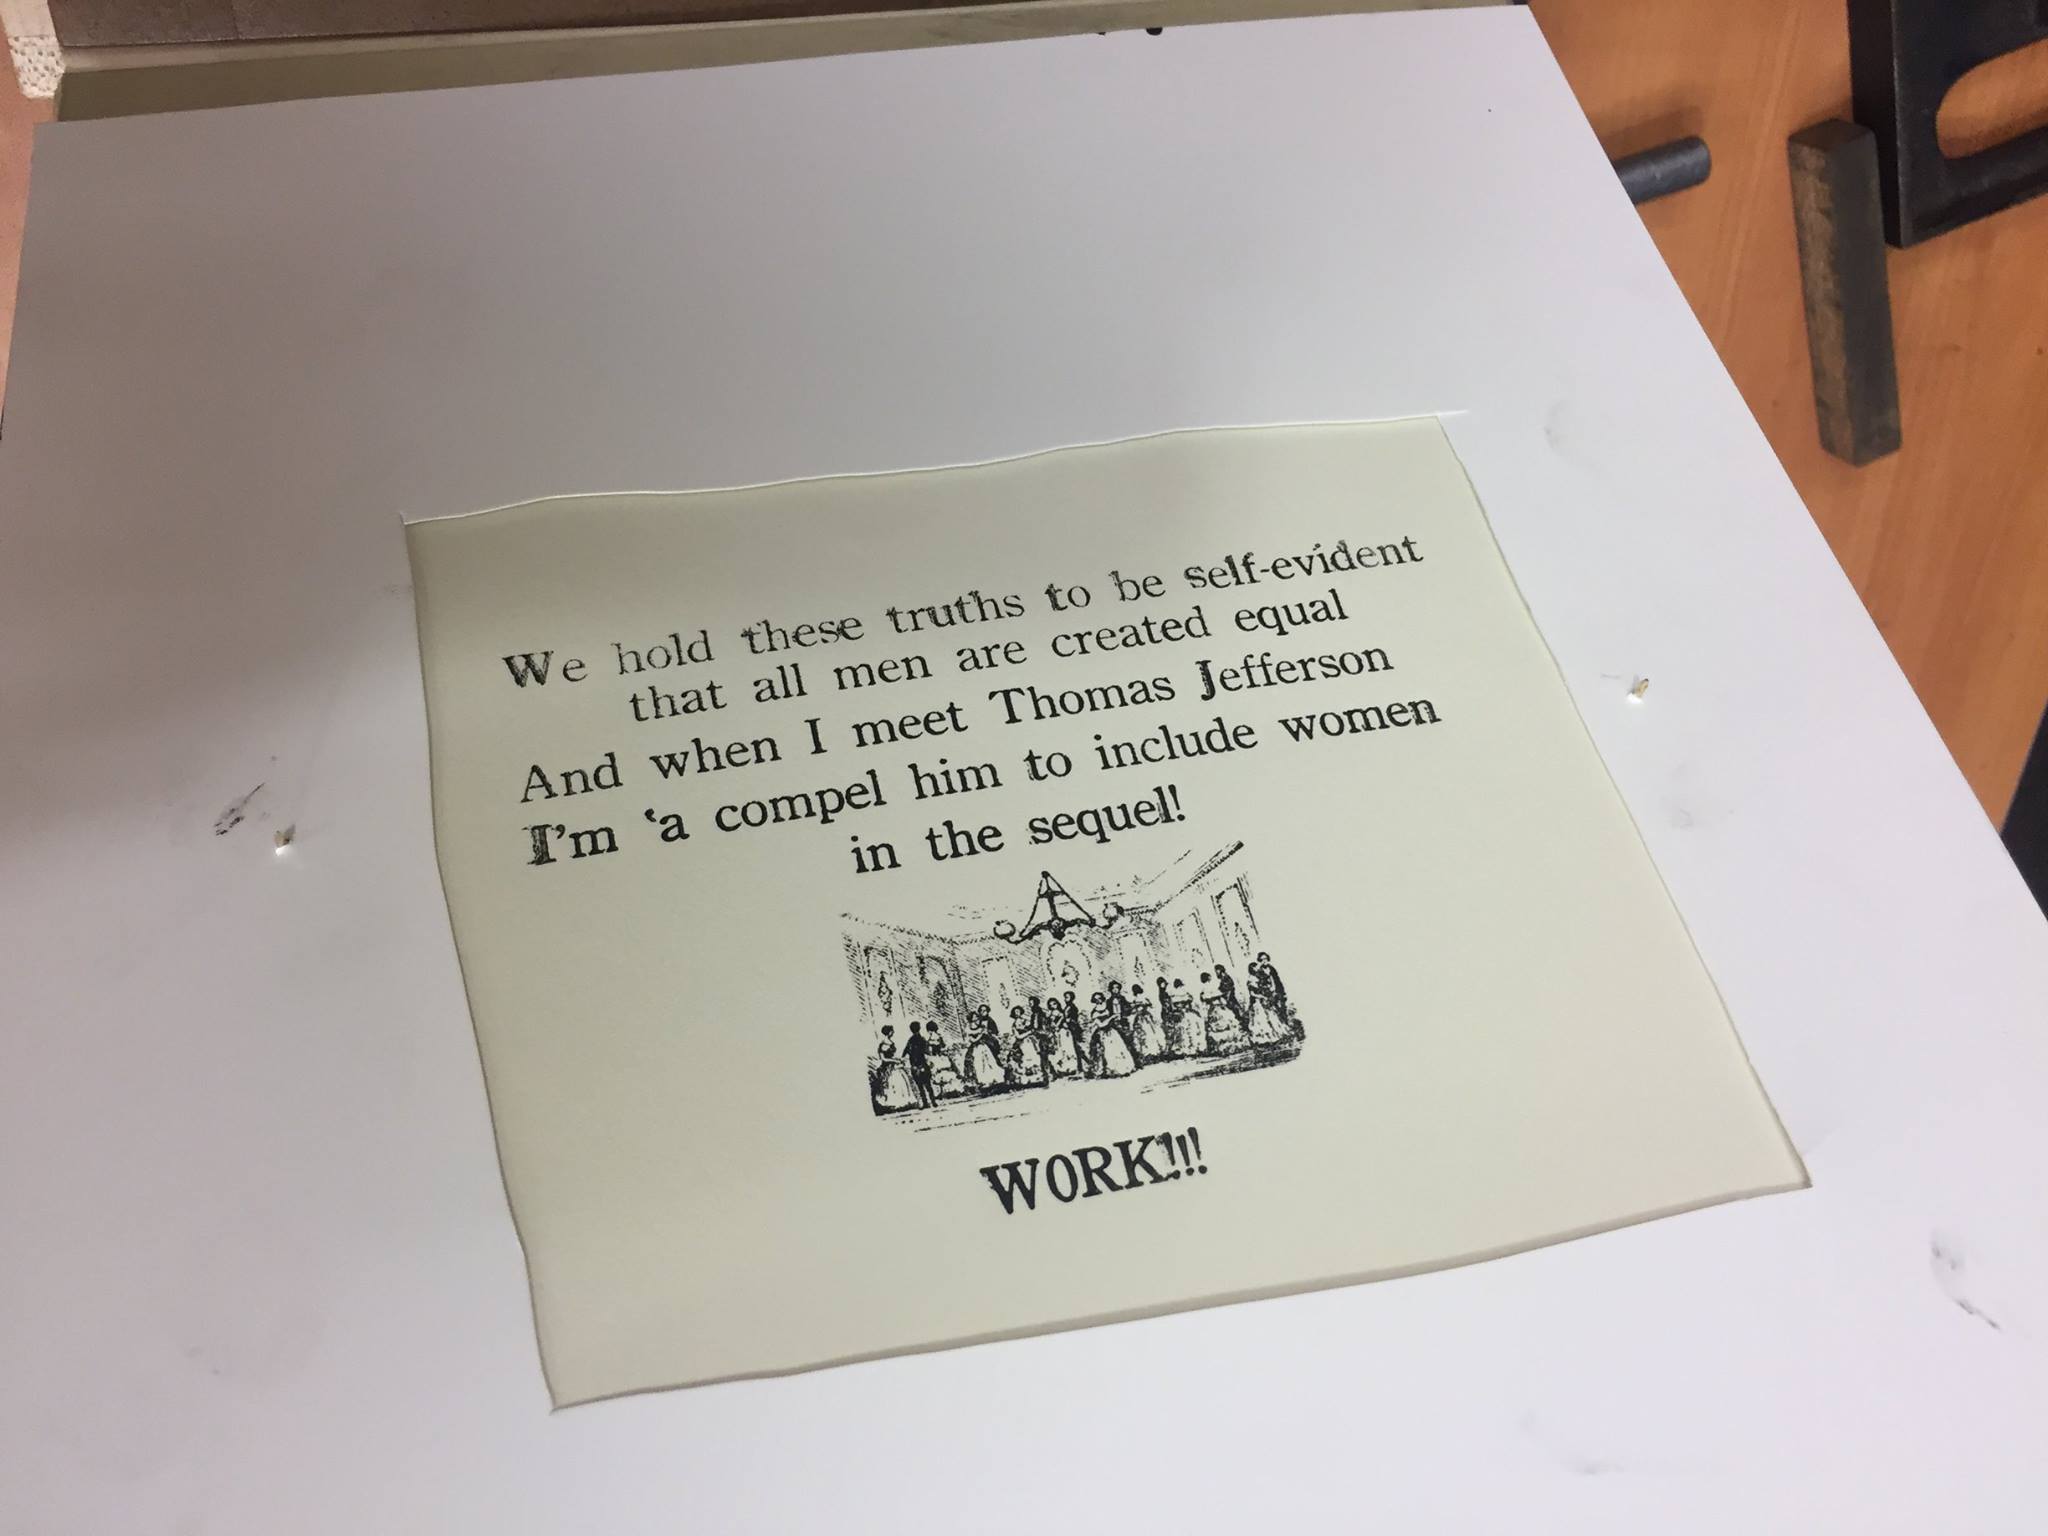 We hold these truths to be self-evident
that all men are created equal
And when I meet Thomas Jefferson
I'm ‘a compel him to include women
in the sequel!
WORK!!!